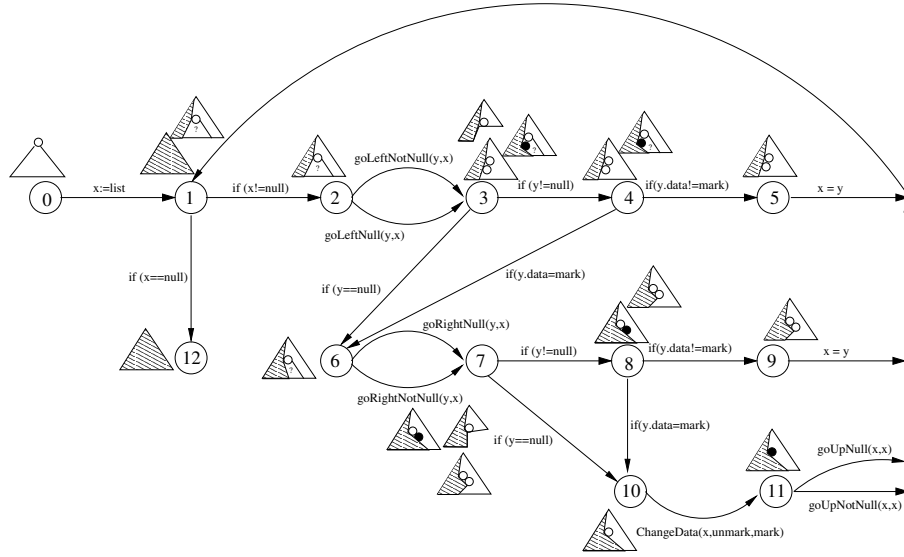 ?
?
goLeftNotNull(y,x)
?
?
0
x:=list
1
if (x!=null)
2
3
if (y!=null)
4
if(y.data!=mark)
5
x = y
goLeftNull(y,x)
if (x==null)
if (y==null)
if(y.data=mark)
goRightNull(y,x)
12
?
6
7
if (y!=null)
8
if(y.data!=mark)
9
x = y
goRightNotNull(y,x)
if (y==null)
if(y.data=mark)
goUpNull(x,x)
10
11
goUpNotNull(x,x)
ChangeData(x,unmark,mark)